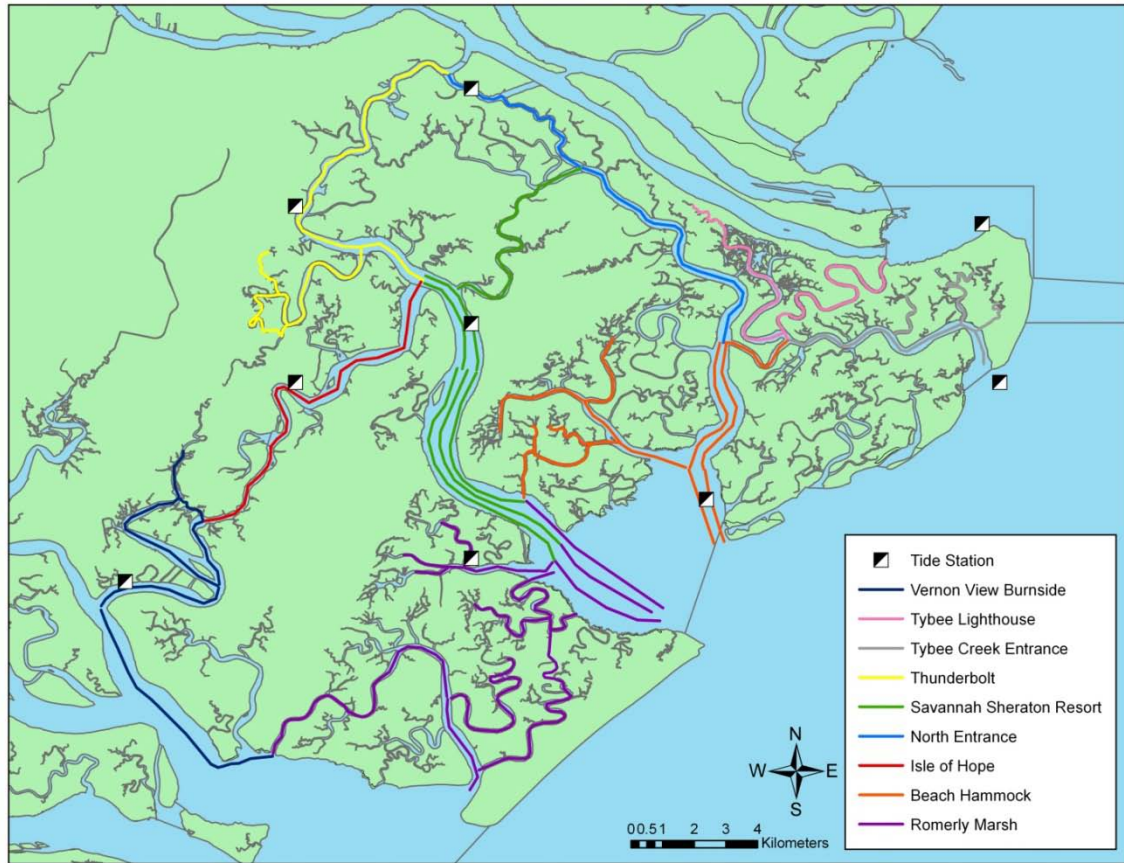 Tide Station
Vernon View Burnside
Tybee Lighthouse
Tybee Creek Entrance
Thunderbolt
Savannah Sheraton Resort
North Entrance
Isle of Hope
Beach Hammock
Romerly Marsh
N
W E
S
0 0.5 1 2 3 4
Kilometers